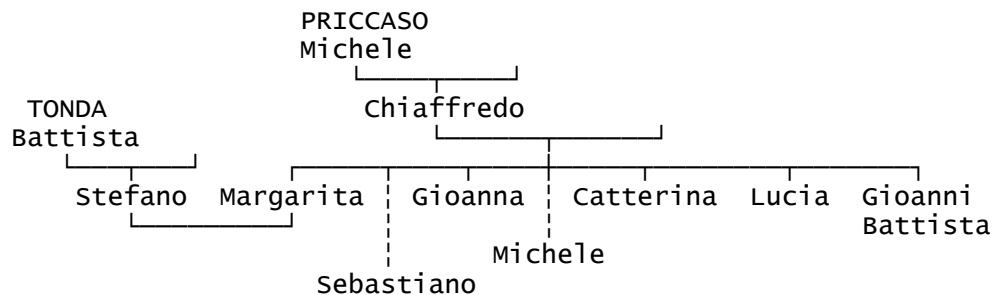 PRICCASO
Michele
TONDA
Chiaffredo
Battista
Stefano Margarita Gioanna Catterina Lucia Gioanni
Battista
Michele
Sebastiano